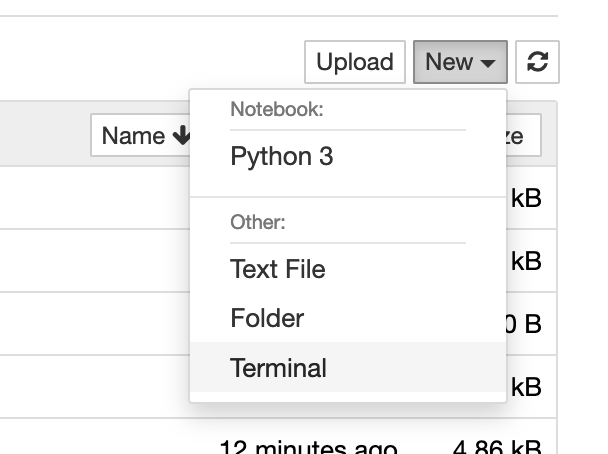 Upload New
Notebook:
Name
Python 3
kB
Other:
kB
Text File
0 B
Folder
Terminal
kB
12 minutes ago 4.86 kB